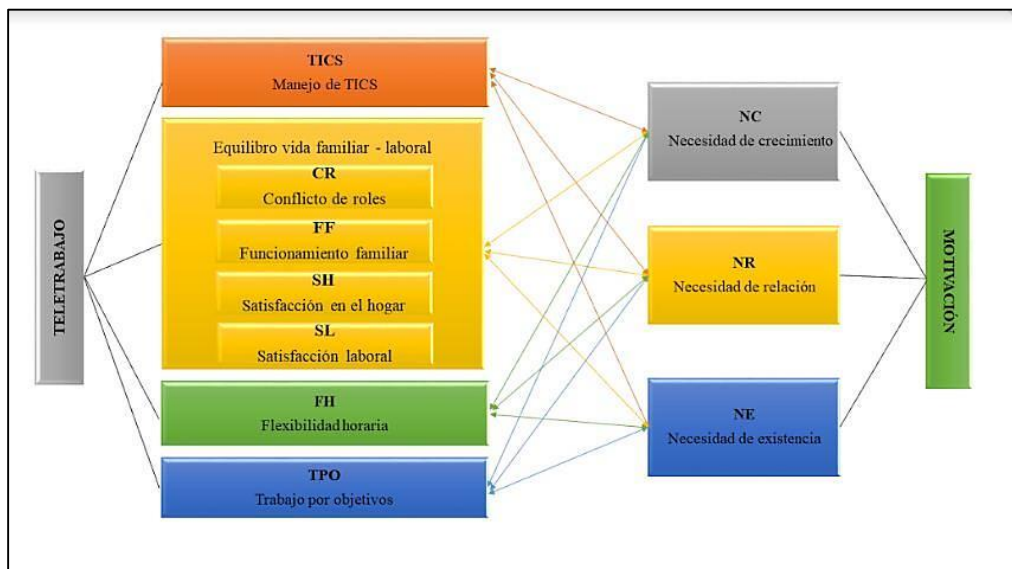 TELETRABAJO
TICS
Manejo de TICS
Equilibro vida familiar - laboral
CR
Conflicto de roles
FF
Funcionamiento familiar
SH
Satisfacción en el hogar
SL
Satisfacción laboral
FH
Flexibilidad horaria
TPO
Trabajo por objetivos
NC
Necesidad de crecimiento
NR
Necesidad de relación
NE
Necesidad de existencia
MOTIVACIÓN